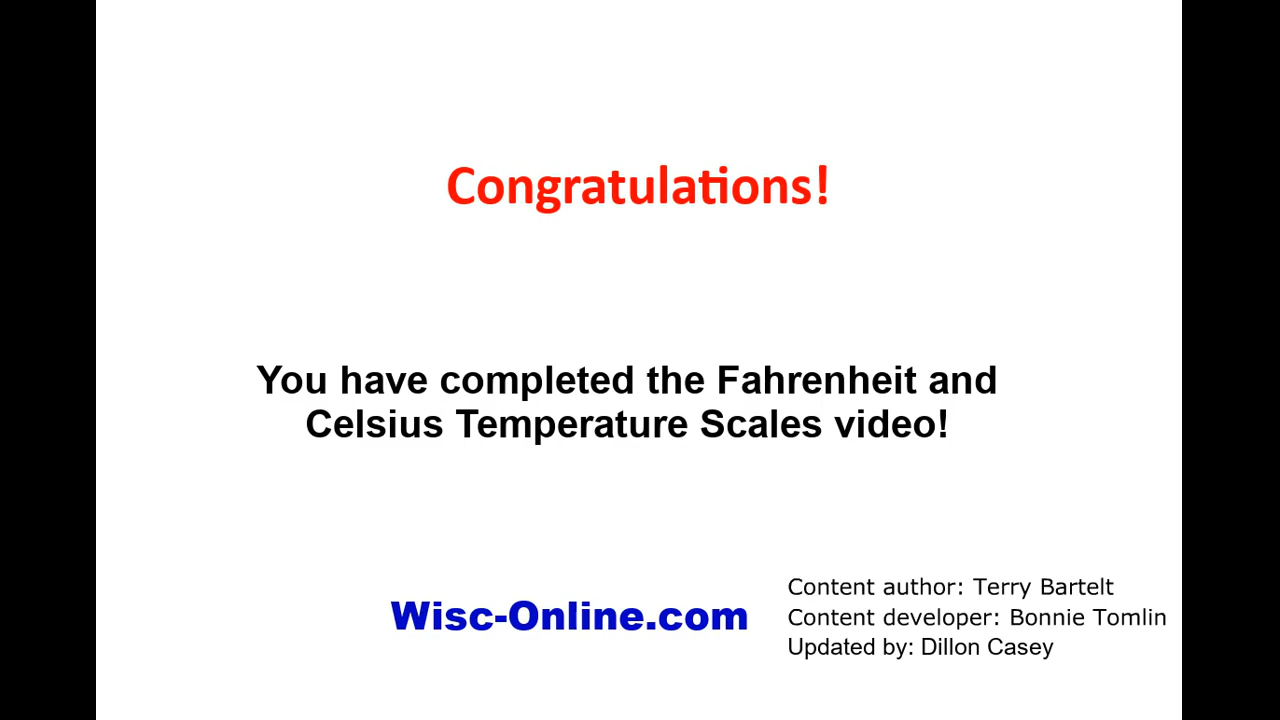 Congratulations!
You have completed the Fahrenheit and
Celsius Temperature Scales video!
Wisc-Online.com
Content author: Terry Bartelt
Content developer: Bonnie Tomlin
Updated by: Dillon Casey